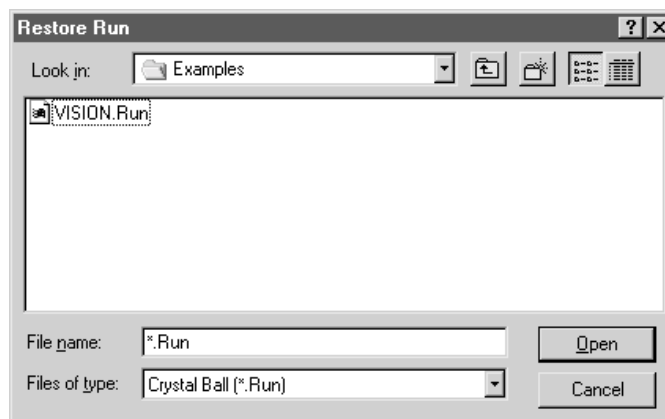 Restore Run
Look in: Examples
VISION.Run
File name: *.Run Open
Files of type: Crystal Ball (*.Run) Cancel